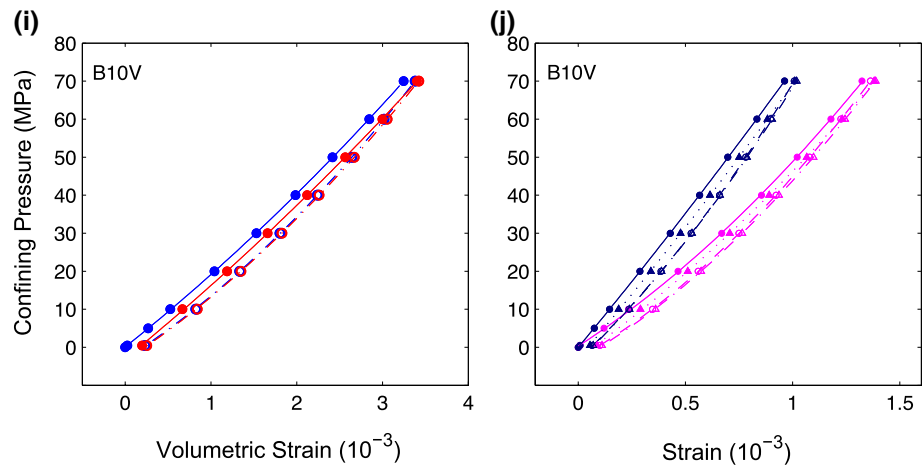 (i)
(j)
80
70
60
50
40
30
20
10
0
B10V
Confining Pressure (MPa)
0 1 2 3 4
Volumetric Strain (10⁻³)
80
70
60
50
40
30
20
10
0
B10V
0 0.5 1 1.5
Strain (10⁻³)